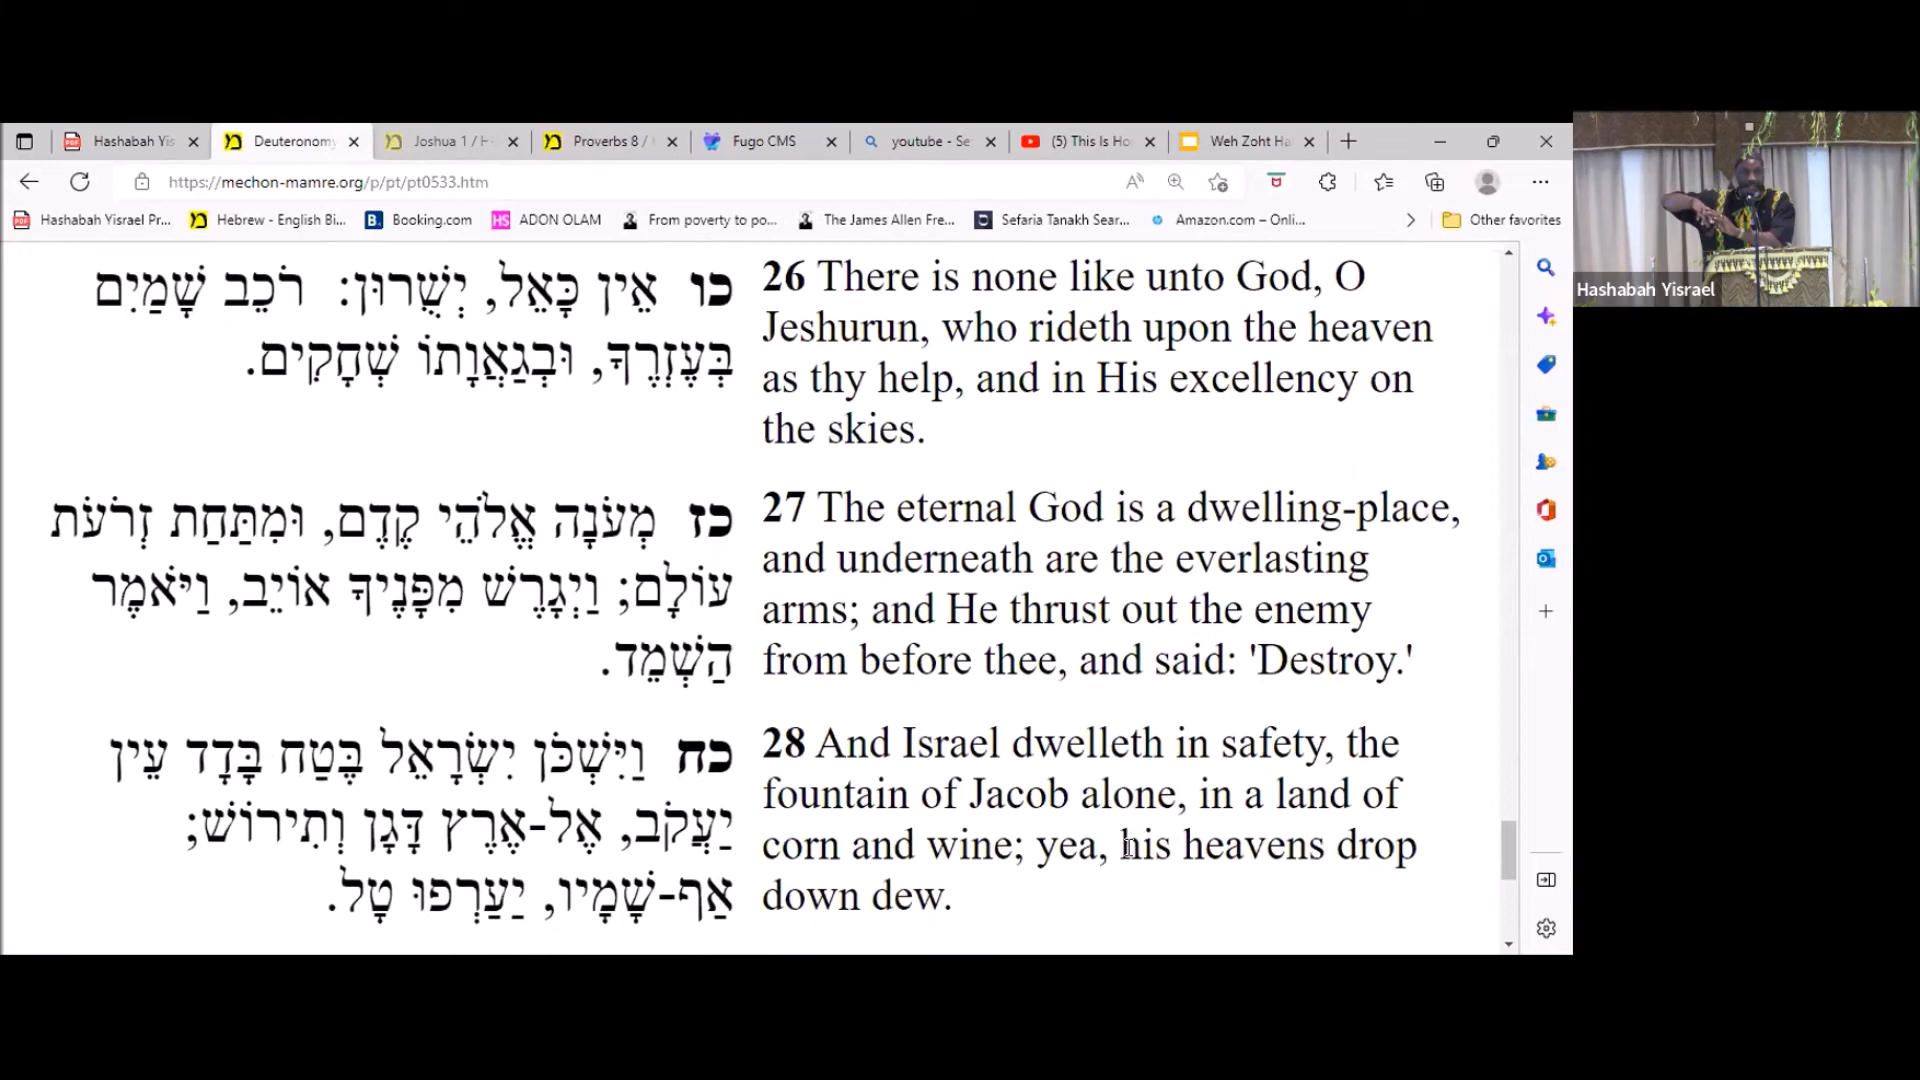 Hashabah Yis
Deuteronomy
Joshua 1 / H
Proverbs 8 /
Fugo CMS
youtube - Se
(5) This Is Ho
Weh Zoht Ha
https://mechon-mamre.org/p/pt/pt0533.htm
Hashabah Yisrael Pr...
Hebrew - English Bi...
Booking.com
ADON OLAM
From poverty to po...
The James Allen Fre...
Sefaria Tanakh Sear...
Amazon.com – Onli...
Other favorites
כו אֵין כָּאֵל, יְשֻׁרוּן: רֹכֵב שָׁמַיִם
בְּעֶזְרֶךָ, וּבְגַאֲוָתוֹ שְׁחָקִים.
26 There is none like unto God, O
Jeshurun, who rideth upon the heaven
as thy help, and in His excellency on
the skies.
כז מְעֹנָה אֱלֹהֵי קֶדֶם, וּמִתַּחַת זְרֹעֹת
עוֹלָם; וַיְגָרֶשׁ מִפָּנֶיךָ אוֹיֵב, וַיֹּאמֶר
הַשְׁמֵד.
27 The eternal God is a dwelling-place,
and underneath are the everlasting
arms; and He thrust out the enemy
from before thee, and said: 'Destroy.'
כח וַיִּשְׁכֹּן יִשְׂרָאֵל בֶּטַח בָּדָד עֵין
יַעֲקֹב, אֶל-אֶרֶץ דָּגָן וְתִירוֹשׁ;
אַף-שָׁמָיו, יַעַרְפוּ טָל.
28 And Israel dwelleth in safety, the
fountain of Jacob alone, in a land of
corn and wine; yea, his heavens drop
down dew.
Hashabah Yisrael